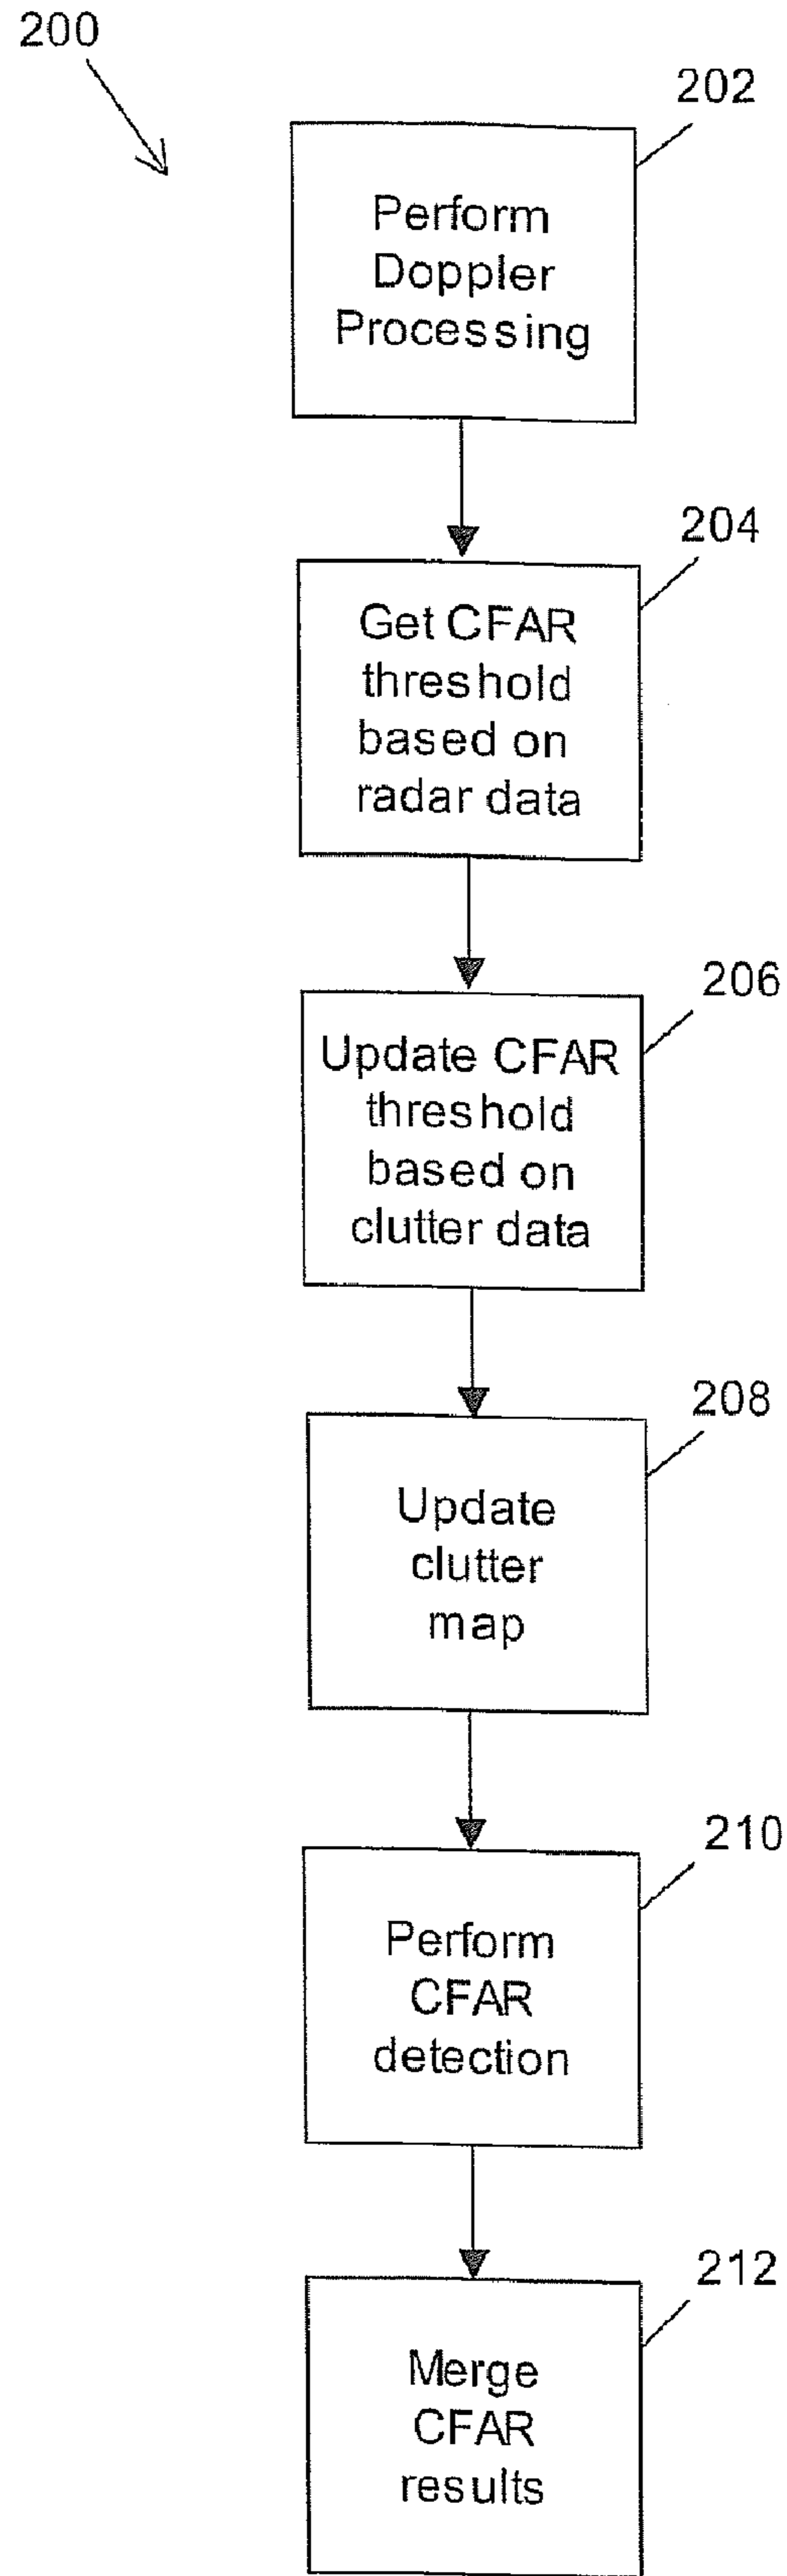 200
202
Perform
Doppler
Processing
204
Get CFAR
threshold
based on
radar data
206
Update CFAR
threshold
based on
clutter data
208
Update
clutter
map
210
Perform
CFAR
detection
212
Merge
CFAR
results